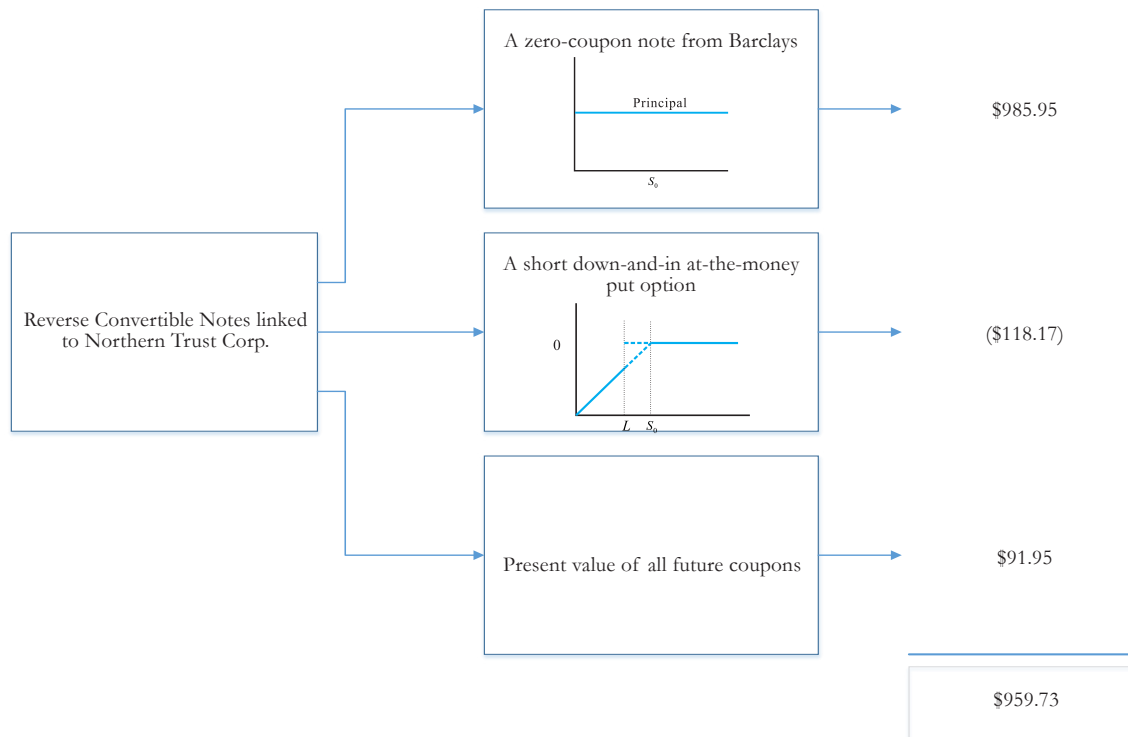 A zero-coupon note from Barclays
Principal
S₀
$985.95
Reverse Convertible Notes linked
to Northern Trust Corp.
A short down-and-in at-the-money
put option
0
L S₀
($118.17)
Present value of all future coupons
$91.95
$959.73